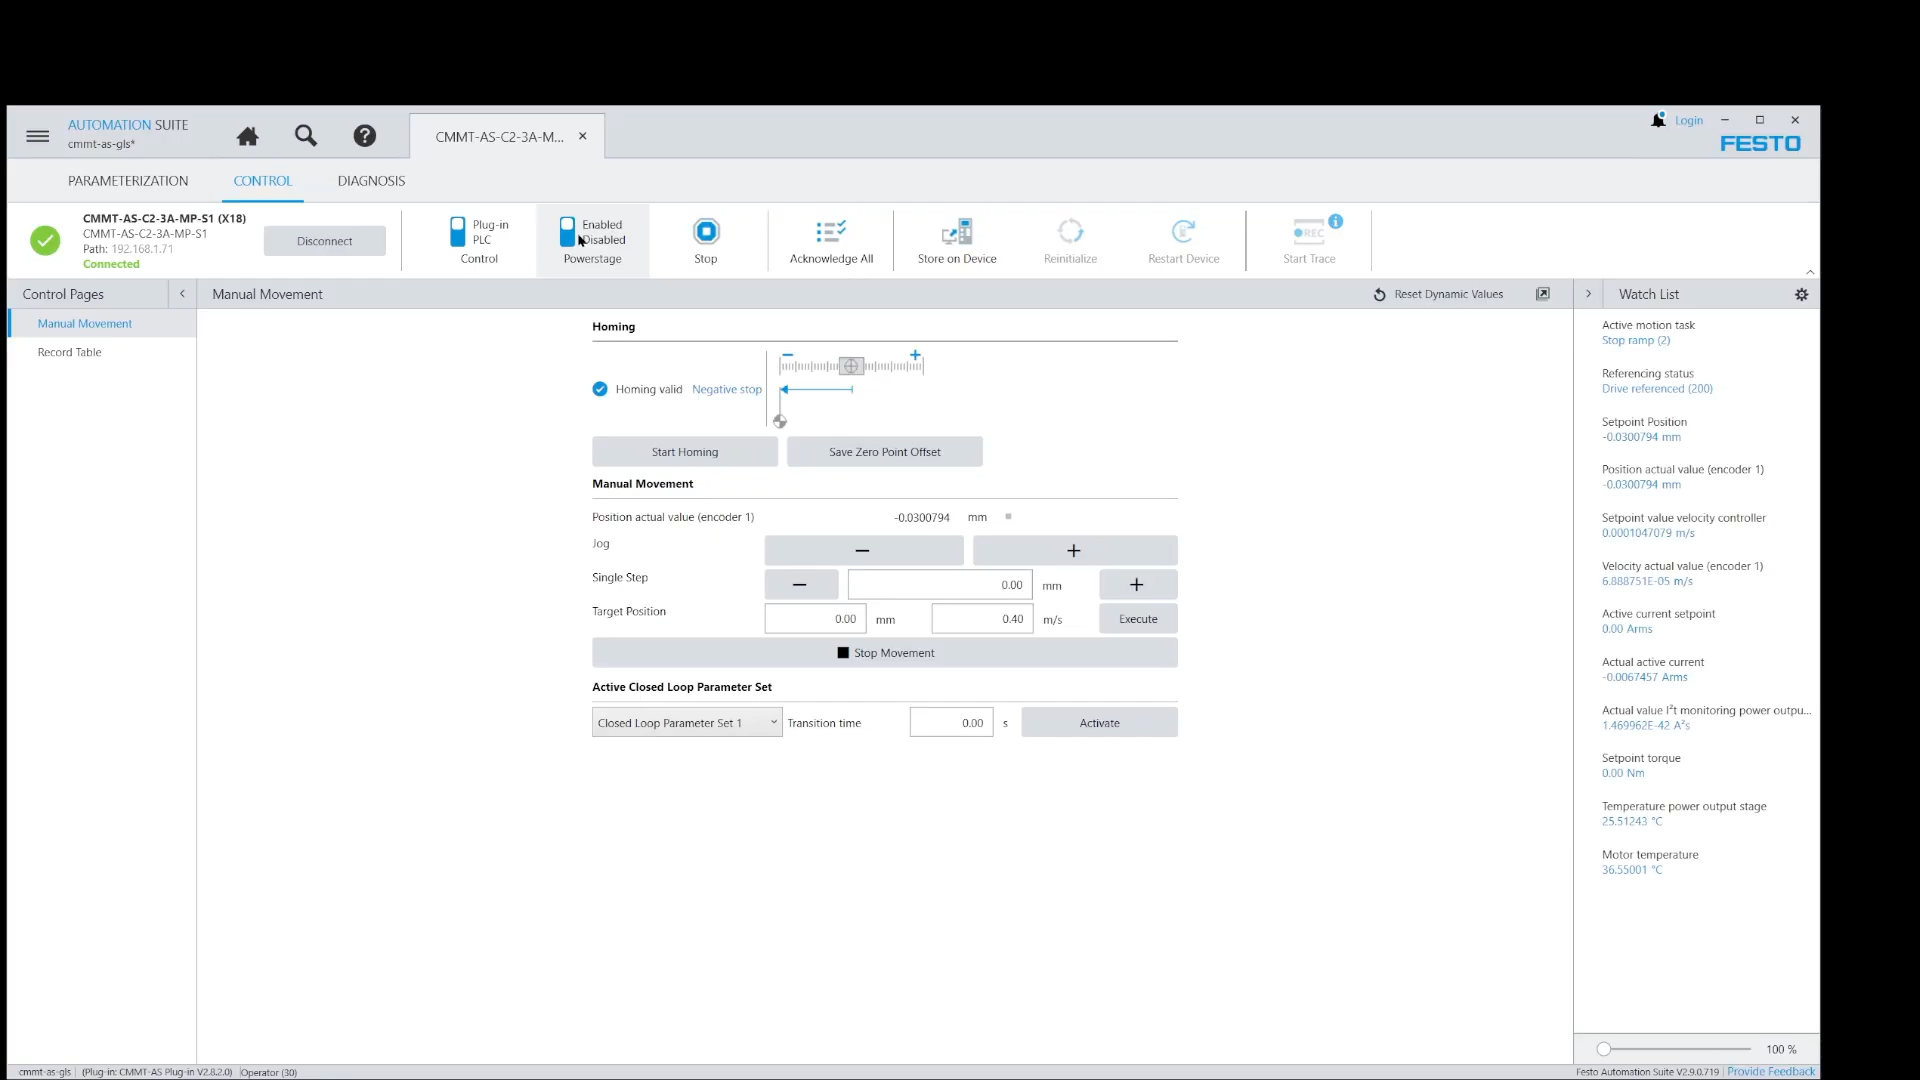 AUTOMATION SUITE
cmmt-as-gls*
CMMT-AS-C2-3A-M...
Login
FESTO
PARAMETERIZATION
CONTROL
DIAGNOSIS
CMMT-AS-C2-3A-MP-S1 (X18)
CMMT-AS-C2-3A-MP-S1
Path: 192.168.1.71
Connected
Disconnect
Plug-in
PLC
Control
Enabled
Disabled
Powerstage
Stop
Acknowledge All
Store on Device
Reinitialize
Restart Device
REC
Start Trace
Control Pages
Manual Movement
Record Table
Manual Movement
Reset Dynamic Values
Homing
Homing valid
Negative stop
Start Homing
Save Zero Point Offset
Manual Movement
Position actual value (encoder 1) -0.0300794 mm
Jog
Single Step 0.00 mm
Target Position 0.00 mm 0.40 m/s Execute
Stop Movement
Active Closed Loop Parameter Set
Closed Loop Parameter Set 1 Transition time 0.00 s Activate
Watch List
Active motion task
Stop ramp (2)
Referencing status
Drive referenced (200)
Setpoint Position
-0.0300794 mm
Position actual value (encoder 1)
-0.0300794 mm
Setpoint value velocity controller
0.0001047079 m/s
Velocity actual value (encoder 1)
6.888751E-05 m/s
Active current setpoint
0.00 Arms
Actual active current
-0.0067457 Arms
Actual value I²t monitoring power outpu...
1.469962E-42 A²s
Setpoint torque
0.00 Nm
Temperature power output stage
25.51243 °C
Motor temperature
36.55001 °C
100 %
cmmt-as-gls (Plug-in: CMMT-AS Plug-in V2.8.2.0) Operator (30)
Festo Automation Suite V2.9.0.719 Provide Feedback